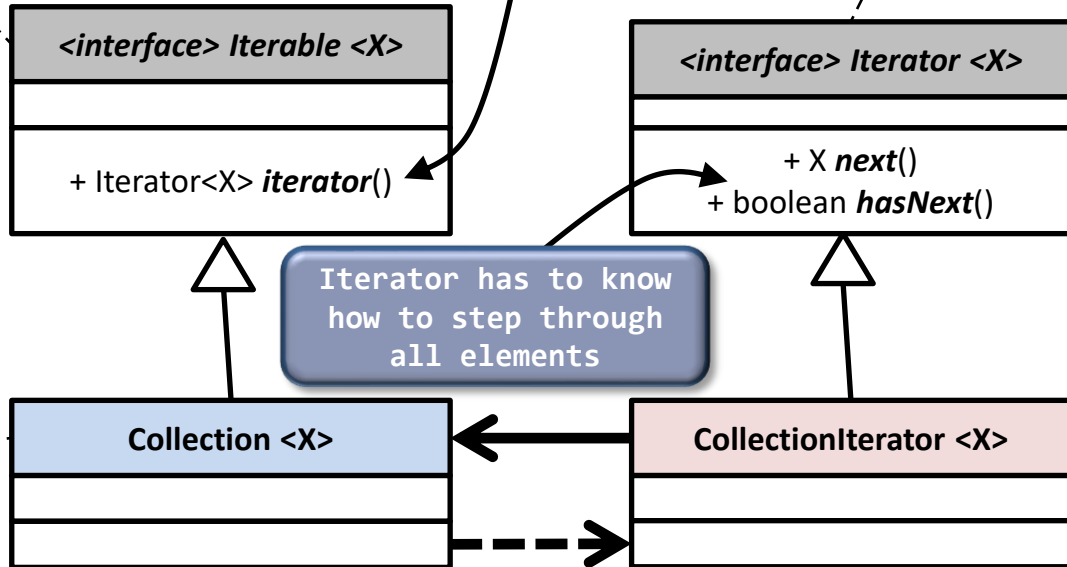 <interface> Iterable <X>
+ Iterator<X> iterator()
<interface> Iterator <X>
+ X next()
+ boolean hasNext()
Iterator has to know
how to step through
all elements
Collection <X>
CollectionIterator <X>